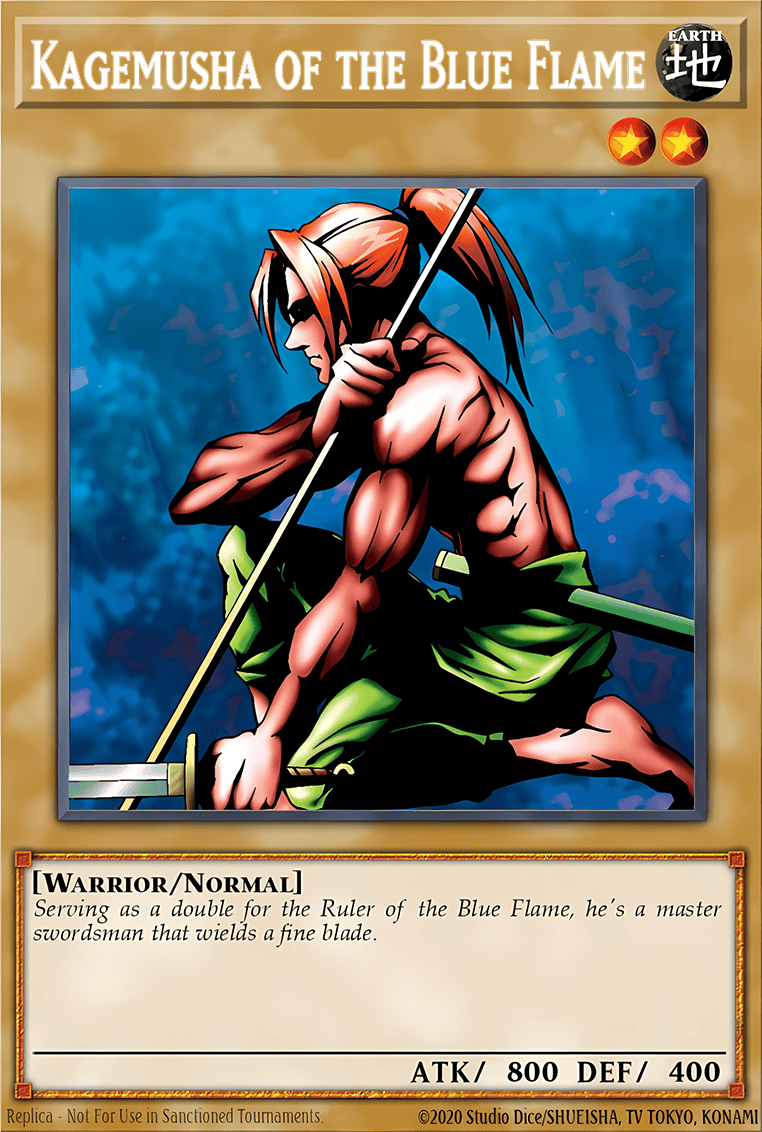 Kagemusha of the Blue Flame
EARTH
地
[Warrior/Normal]
Serving as a double for the Ruler of the Blue Flame, he's a master
swordsman that wields a fine blade.
ATK/ 800 DEF/ 400
Replica - Not For Use in Sanctioned Tournaments.
©2020 Studio Dice/SHUEISHA, TV TOKYO, KONAMI